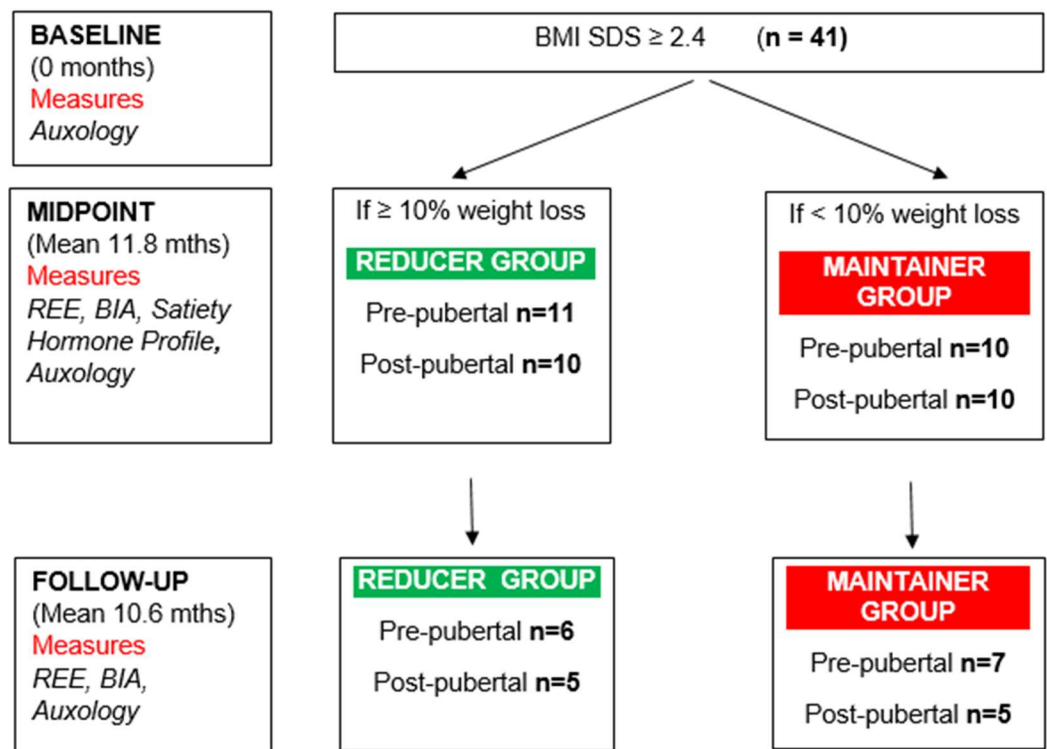 BASELINE
(0 months)
Measures
Auxology
BMI SDS ≥ 2.4 (n = 41)
MIDPOINT
(Mean 11.8 mths)
Measures
REE, BIA, Satiety
Hormone Profile,
Auxology
If ≥ 10% weight loss
REDUCER GROUP
Pre-pubertal n=11
Post-pubertal n=10
If < 10% weight loss
MAINTAINER
GROUP
Pre-pubertal n=10
Post-pubertal n=10
FOLLOW-UP
(Mean 10.6 mths)
Measures
REE, BIA,
Auxology
REDUCER GROUP
Pre-pubertal n=6
Post-pubertal n=5
MAINTAINER
GROUP
Pre-pubertal n=7
Post-pubertal n=5